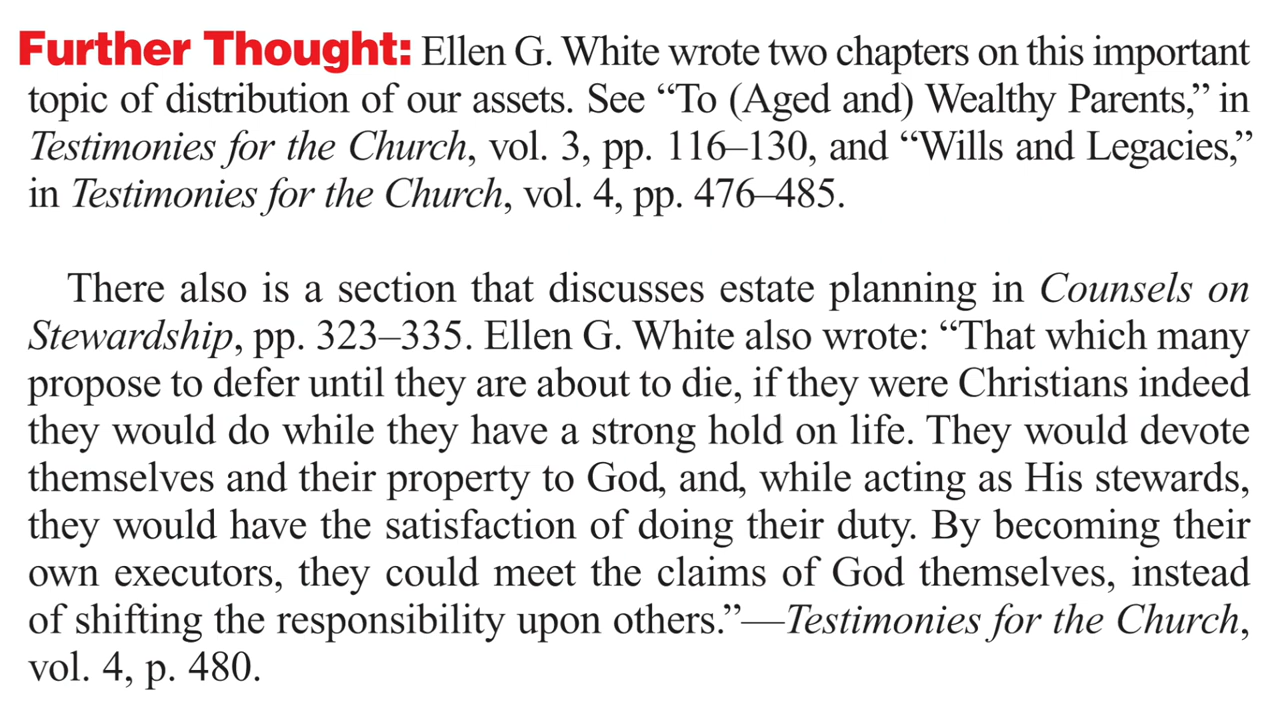 Further Thought: Ellen G. White wrote two chapters on this important
topic of distribution of our assets. See “To (Aged and) Wealthy Parents,” in
Testimonies for the Church, vol. 3, pp. 116–130, and “Wills and Legacies,”
in Testimonies for the Church, vol. 4, pp. 476–485.
There also is a section that discusses estate planning in Counsels on
Stewardship, pp. 323–335. Ellen G. White also wrote: “That which many
propose to defer until they are about to die, if they were Christians indeed
they would do while they have a strong hold on life. They would devote
themselves and their property to God, and, while acting as His stewards,
they would have the satisfaction of doing their duty. By becoming their
own executors, they could meet the claims of God themselves, instead
of shifting the responsibility upon others.”—Testimonies for the Church,
vol. 4, p. 480.